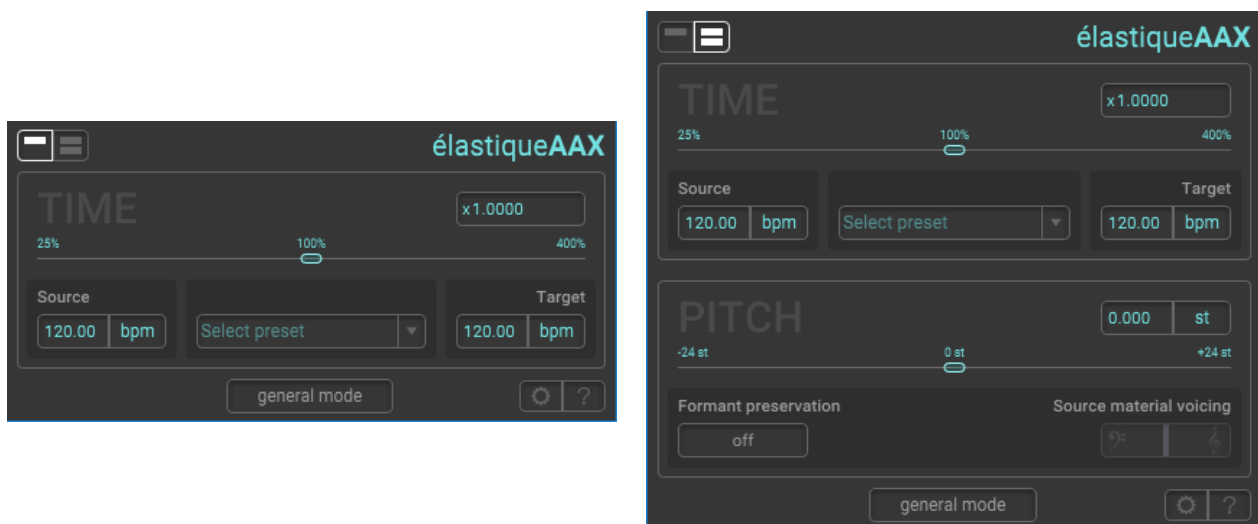 élastiqueAAX
TIME
x1.0000
25% 100% 400%
Source Target
120.00 bpm Select preset 120.00 bpm
general mode ?
élastiqueAAX
TIME
x1.0000
25% 100% 400%
Source Target
120.00 bpm Select preset 120.00 bpm
PITCH
0.000 st
-24 st 0 st +24 st
Formant preservation Source material voicing
off
general mode ?